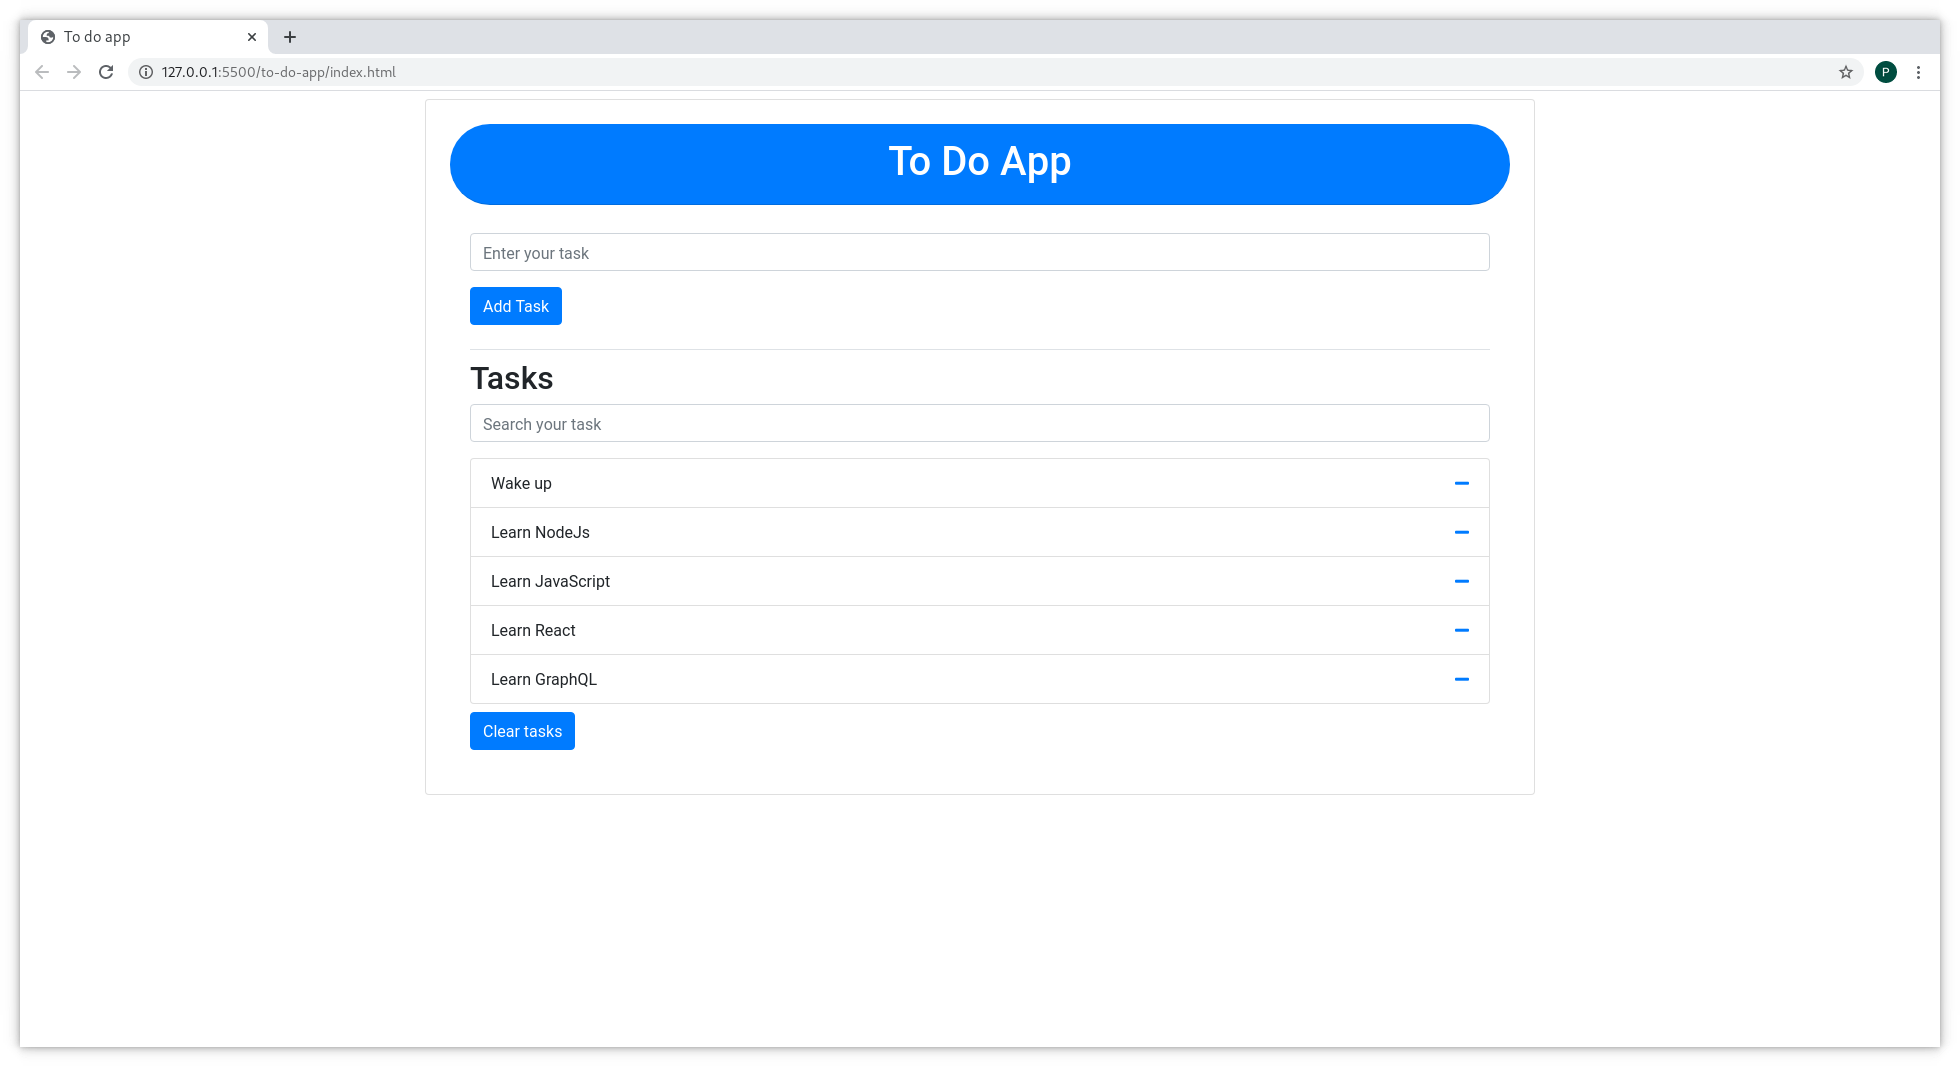 To do app
127.0.0.1:5500/to-do-app/index.html
P
To Do App
Enter your task
Add Task
Tasks
Search your task
Wake up
Learn NodeJs
Learn JavaScript
Learn React
Learn GraphQL
Clear tasks